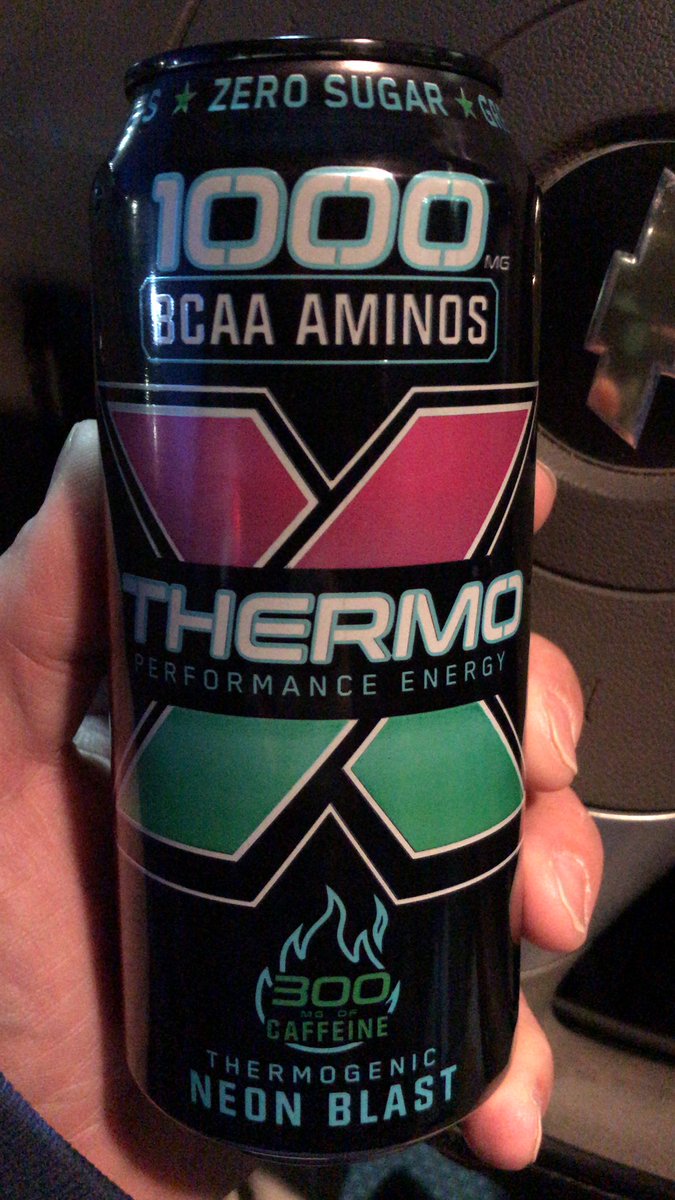 ZERO SUGAR
1000 MG
BCAA AMINOS
THERMO
PERFORMANCE ENERGY
300
MG OF
CAFFEINE
THERMOGENIC
NEON BLAST